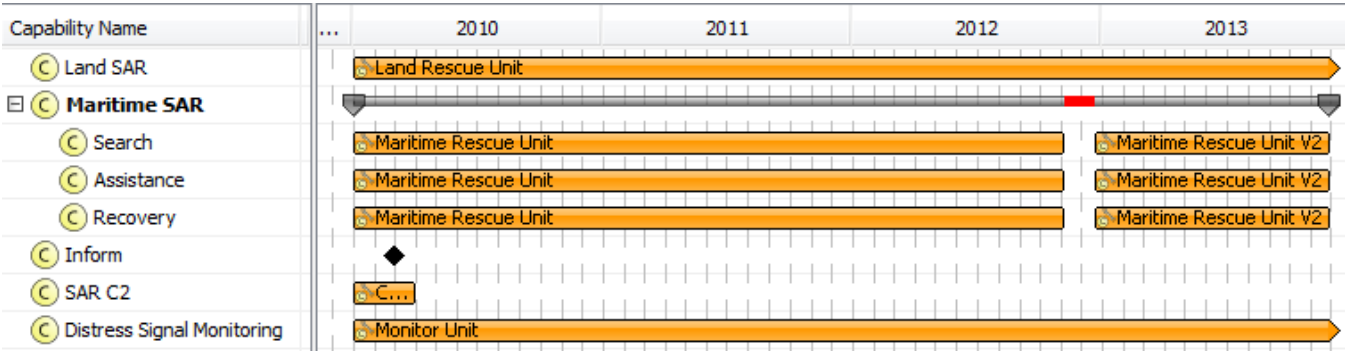 Capability Name ... 2010 2011 2012 2013
C Land SAR Land Rescue Unit
C Maritime SAR
C Search Maritime Rescue Unit Maritime Rescue Unit V2
C Assistance Maritime Rescue Unit Maritime Rescue Unit V2
C Recovery Maritime Rescue Unit Maritime Rescue Unit V2
C Inform
C SAR C2 C...
C Distress Signal Monitoring Monitor Unit